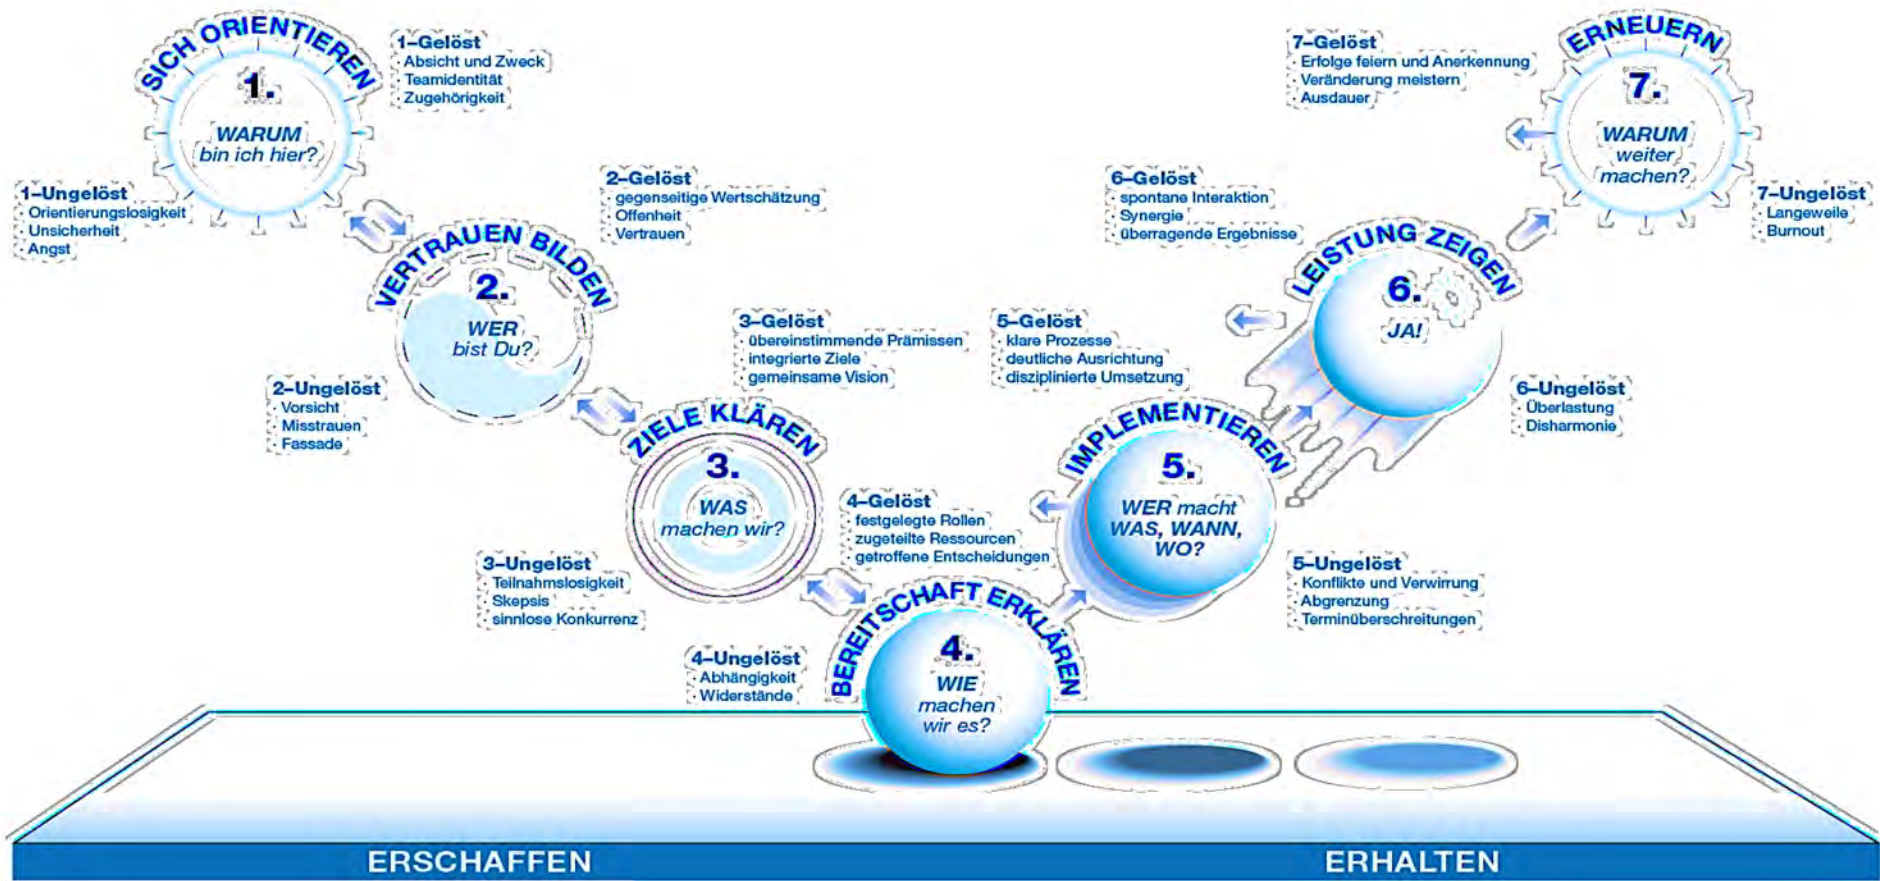 SICH ORIENTIEREN
1.
WARUM
bin ich hier?
1–Gelöst
· Absicht und Zweck
· Teamidentität
· Zugehörigkeit
1–Ungelöst
· Orientierungslosigkeit
· Unsicherheit
· Angst
VERTRAUEN BILDEN
2.
WER
bist Du?
2–Gelöst
· gegenseitige Wertschätzung
· Offenheit
· Vertrauen
2–Ungelöst
· Vorsicht
· Misstrauen
· Fassade
ZIELE KLÄREN
3.
WAS
machen wir?
3–Gelöst
· übereinstimmende Prämissen
· integrierte Ziele
· gemeinsame Vision
3–Ungelöst
· Teilnahmslosigkeit
· Skepsis
· sinnlose Konkurrenz
BEREITSCHAFT ERKLÄREN
4.
WIE
machen
wir es?
4–Gelöst
· festgelegte Rollen
· zugeteilte Ressourcen
· getroffene Entscheidungen
4–Ungelöst
· Abhängigkeit
· Widerstände
IMPLEMENTIEREN
5.
WER macht
WAS, WANN,
WO?
5–Gelöst
· klare Prozesse
· deutliche Ausrichtung
· disziplinierte Umsetzung
5–Ungelöst
· Konflikte und Verwirrung
· Abgrenzung
· Terminüberschreitungen
LEISTUNG ZEIGEN
6.
JA!
6–Gelöst
· spontane Interaktion
· Synergie
· überragende Ergebnisse
6–Ungelöst
· Überlastung
· Disharmonie
ERNEUERN
7.
WARUM
weiter
machen?
7–Gelöst
· Erfolge feiern und Anerkennung
· Veränderung meistern
· Ausdauer
7–Ungelöst
· Langeweile
· Burnout
ERSCHAFFEN
ERHALTEN